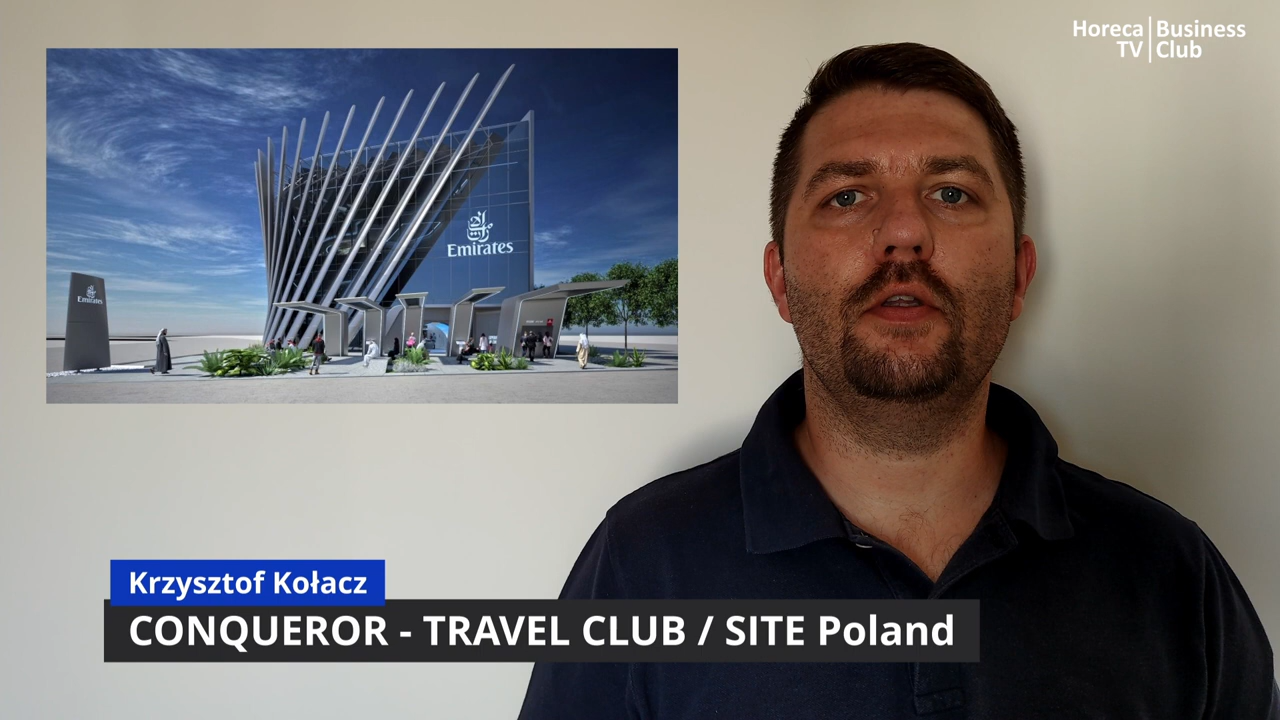 Horeca Business
TV Club
Emirates
Emirates
Krzysztof Kołacz
CONQUEROR - TRAVEL CLUB / SITE Poland